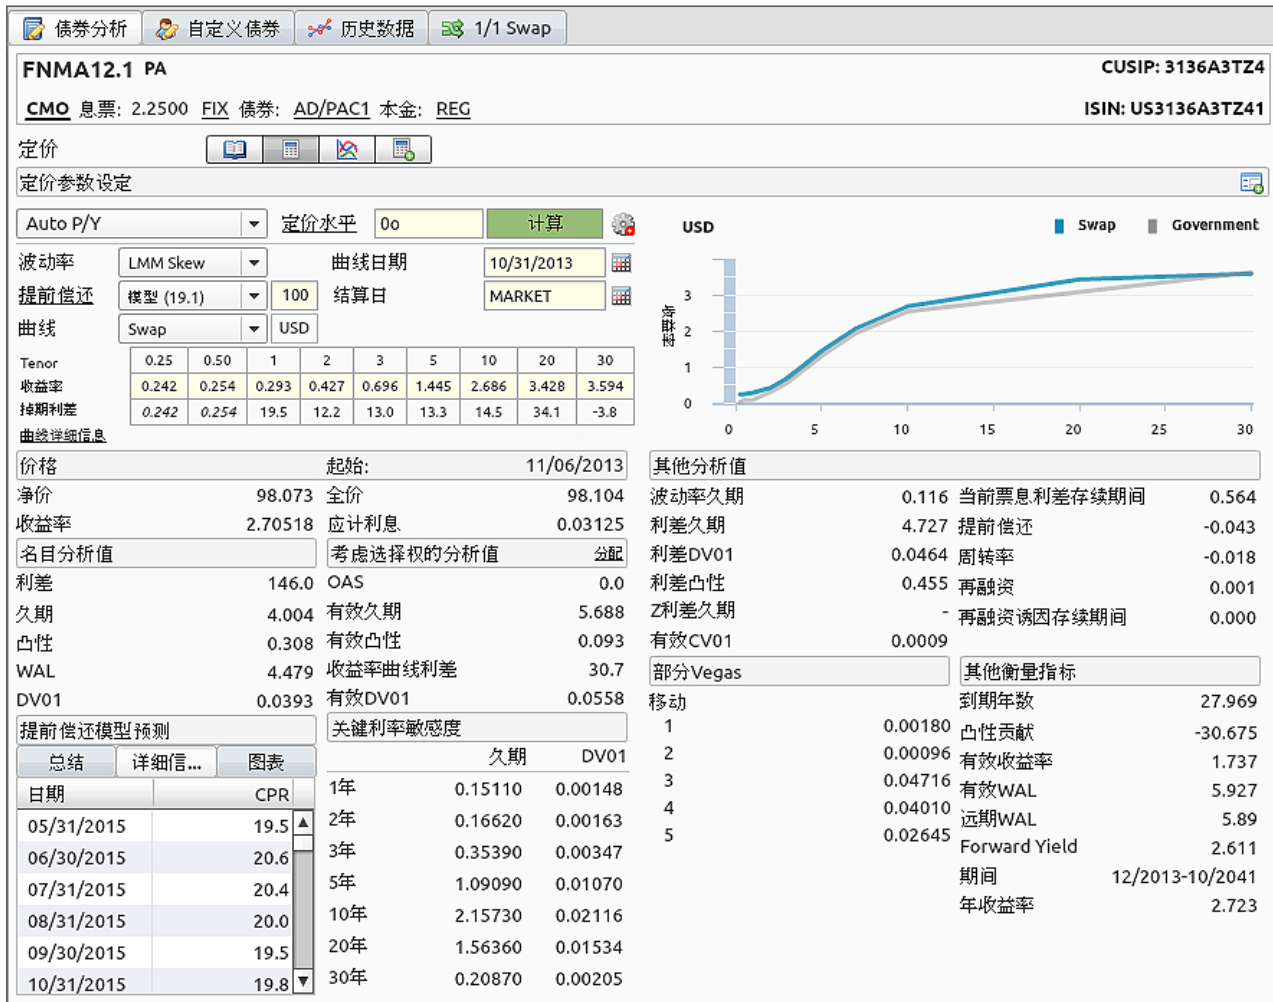 债券分析 自定义债券 历史数据 1/1 Swap
FNMA12.1 PA CUSIP: 3136A3TZ4
CMO 息票: 2.2500 FIX 债券: AD/PAC1 本金: REG ISIN: US3136A3TZ41
定价
定价参数设定
Auto P/Y 定价水平 0o 计算
波动率 LMM Skew 曲线日期 10/31/2013
提前偿还 模型 (19.1) 100 结算日 MARKET
曲线 Swap USD
Tenor 0.25 0.50 1 2 3 5 10 20 30
收益率 0.242 0.254 0.293 0.427 0.696 1.445 2.686 3.428 3.594
掉期利差 0.242 0.254 19.5 12.2 13.0 13.3 14.5 34.1 -3.8
曲线详细信息
USD Swap Government
收益率
3
2
1
0
0 5 10 15 20 25 30
价格 起始: 11/06/2013
净价 98.073 全价 98.104
收益率 2.70518 应计利息 0.03125
名目分析值 考虑选择权的分析值 分配
利差 146.0 OAS 0.0
久期 4.004 有效久期 5.688
凸性 0.308 有效凸性 0.093
WAL 4.479 收益率曲线利差 30.7
DV01 0.0393 有效DV01 0.0558
提前偿还模型预测
总结 详细信... 图表
日期 CPR
05/31/2015 19.5
06/30/2015 20.6
07/31/2015 20.4
08/31/2015 20.0
09/30/2015 19.5
10/31/2015 19.8
关键利率敏感度
久期 DV01
1年 0.15110 0.00148
2年 0.16620 0.00163
3年 0.35390 0.00347
5年 1.09090 0.01070
10年 2.15730 0.02116
20年 1.56360 0.01534
30年 0.20870 0.00205
其他分析值
波动率久期 0.116 当前票息利差存续期间 0.564
利差久期 4.727 提前偿还 -0.043
利差DV01 0.0464 周转率 -0.018
利差凸性 0.455 再融资 0.001
Z利差久期 - 再融资诱因存续期间 0.000
有效CV01 0.0009
部分Vegas
移动
1 0.00180
2 0.00096
3 0.04716
4 0.04010
5 0.02645
其他衡量指标
到期年数 27.969
凸性贡献 -30.675
有效收益率 1.737
有效WAL 5.927
远期WAL 5.89
Forward Yield 2.611
期间 12/2013-10/2041
年收益率 2.723